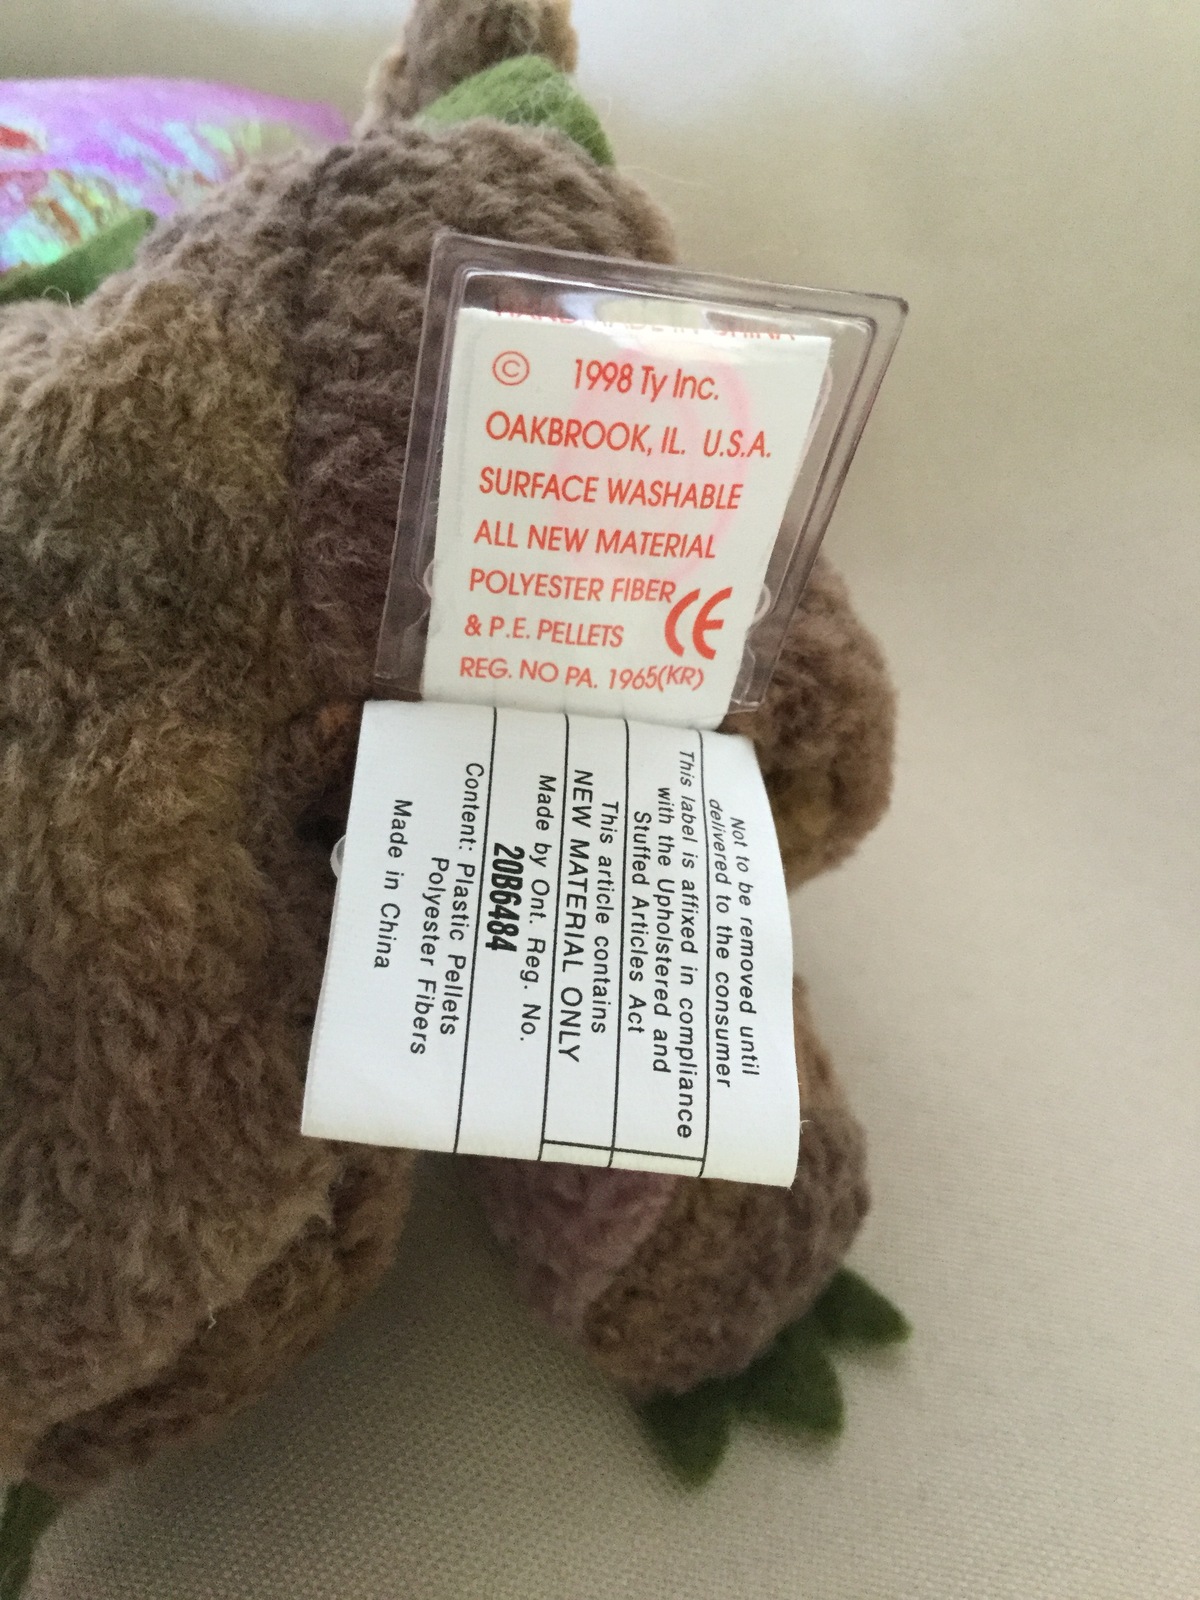 HANDMADE IN CHINA
© 1998 Ty Inc.
OAKBROOK, IL. U.S.A.
SURFACE WASHABLE
ALL NEW MATERIAL
POLYESTER FIBER
& P.E. PELLETS CE
REG. NO PA. 1965(KR)
Not to be removed until
delivered to the consumer
This label is affixed in compliance
with the Upholstered and
Stuffed Articles Act
This article contains
NEW MATERIAL ONLY
Made by Ont. Reg. No.
20B6484
Content: Plastic Pellets
Polyester Fibers
Made in China